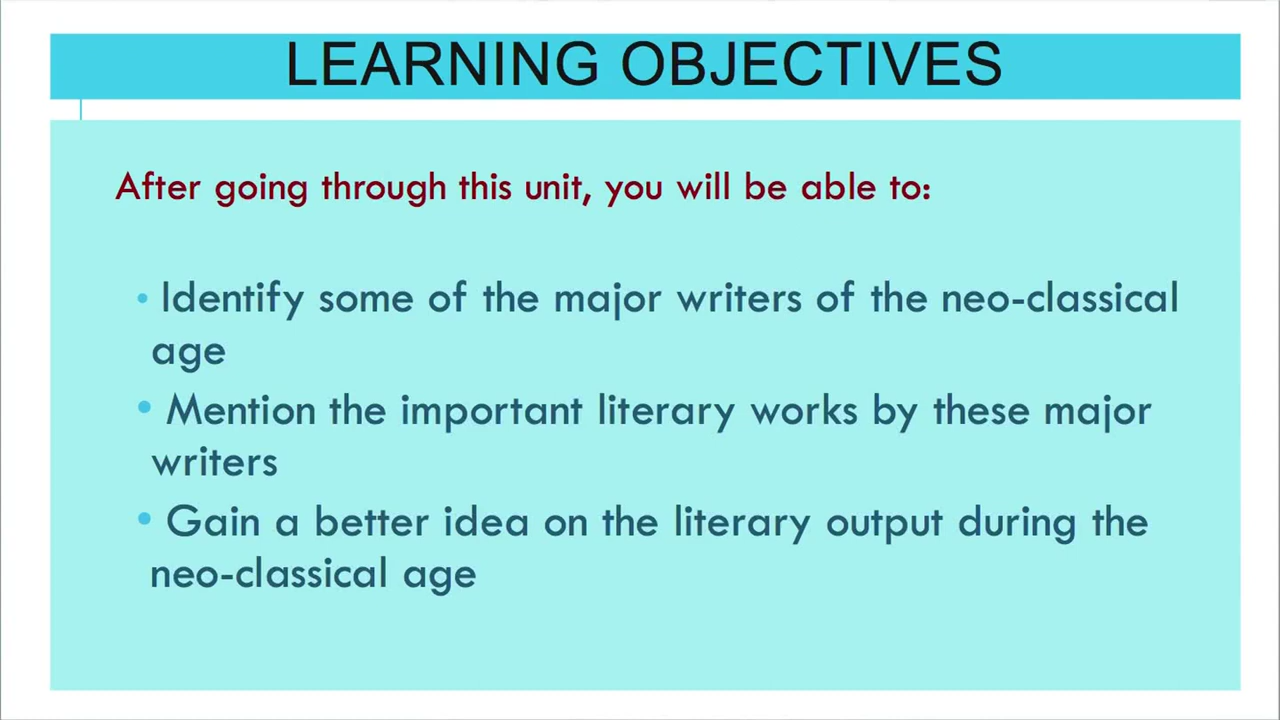 LEARNING OBJECTIVES
After going through this unit, you will be able to:
• Identify some of the major writers of the neo-classical
age
• Mention the important literary works by these major
writers
• Gain a better idea on the literary output during the
neo-classical age